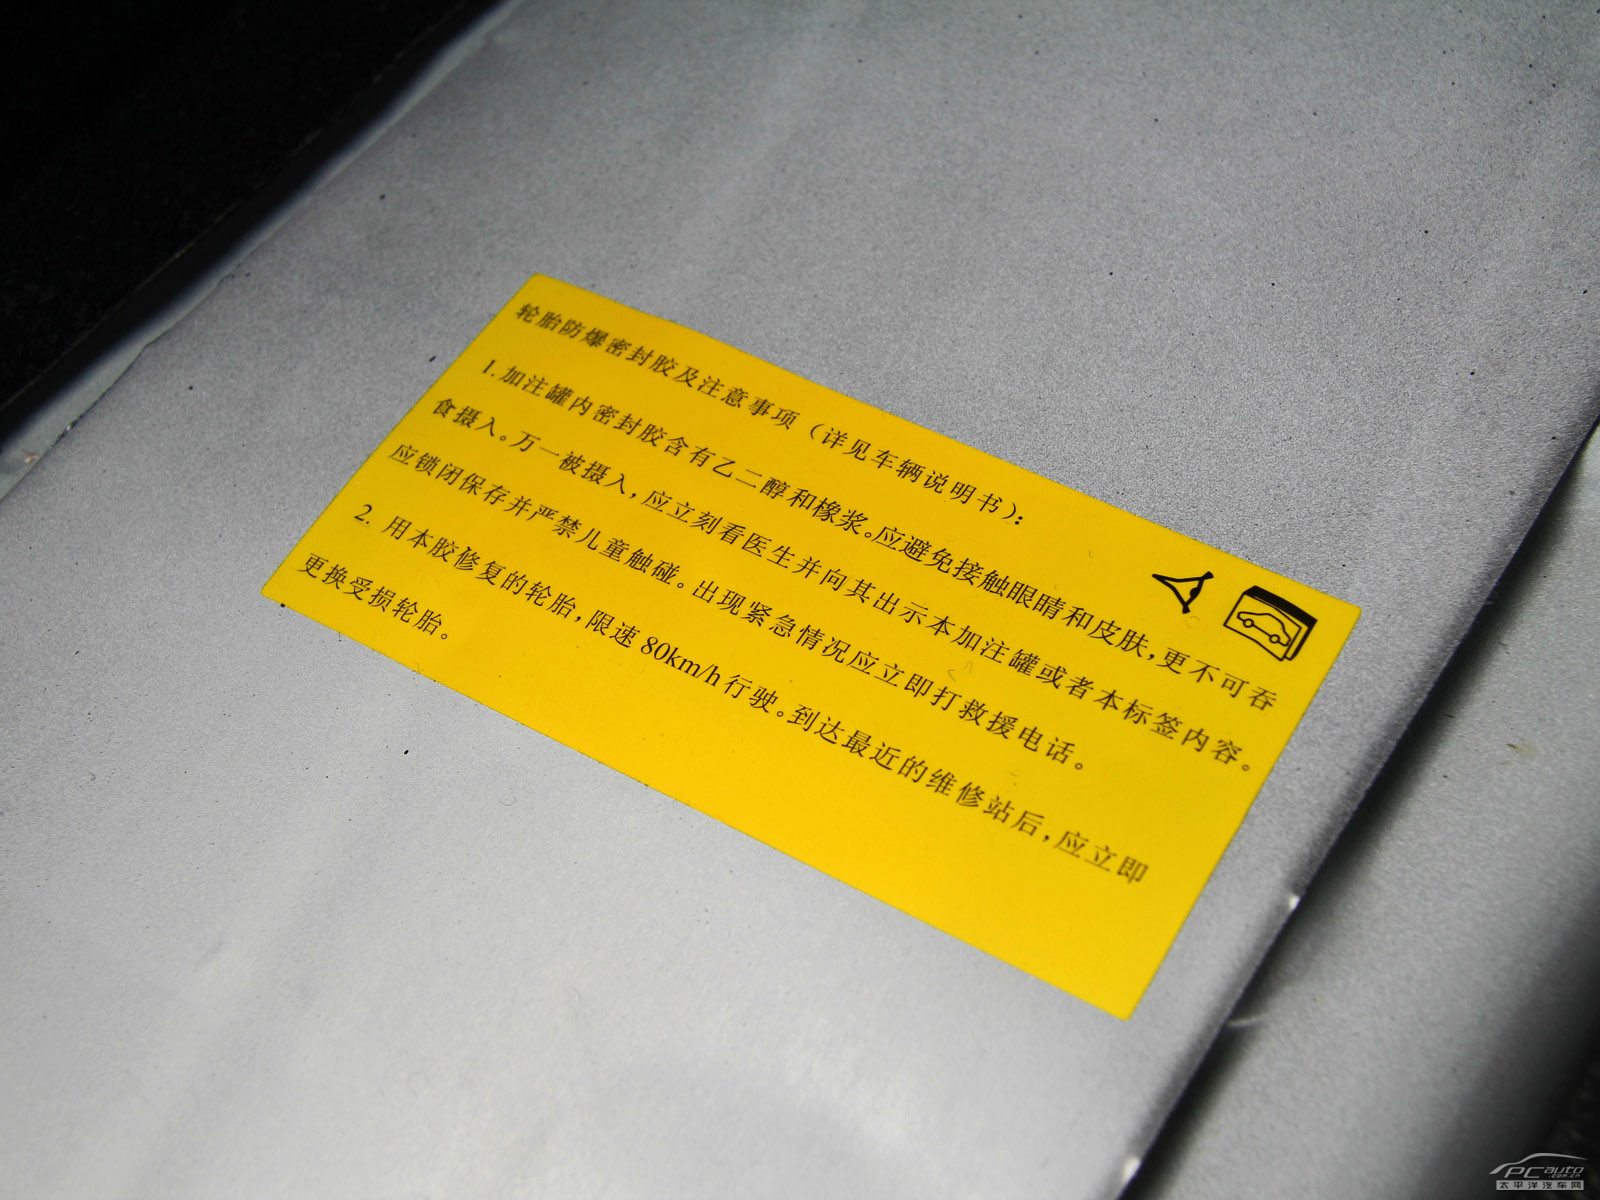 轮胎防爆密封胶及注意事项（详见车辆说明书）：
1. 加注罐内密封胶含有乙二醇和橡浆。应避免接触眼睛和皮肤，更不可吞
食摄入。万一被摄入，应立刻看医生并向其出示本加注罐或者本标签内容。
应锁闭保存并严禁儿童触碰。出现紧急情况应立即打救援电话。
2. 用本胶修复的轮胎，限速 80km/h 行驶。到达最近的维修站后，应立即
更换受损轮胎。
PCauto
.com.cn
太平洋汽车网